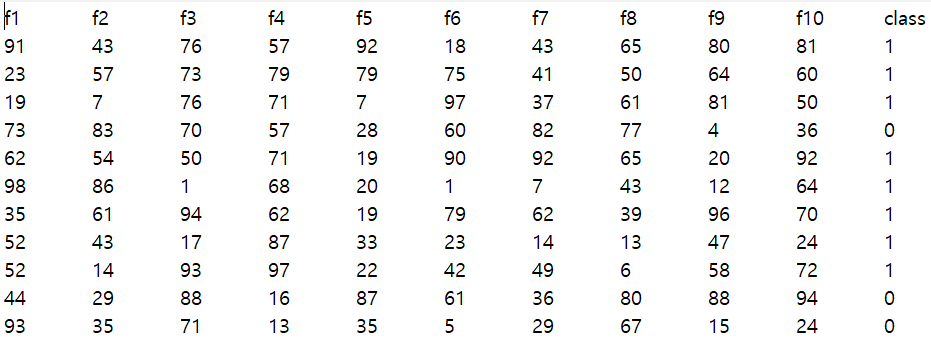 f1 f2 f3 f4 f5 f6 f7 f8 f9 f10 class
91 43 76 57 92 18 43 65 80 81 1
23 57 73 79 79 75 41 50 64 60 1
19 7 76 71 7 97 37 61 81 50 1
73 83 70 57 28 60 82 77 4 36 0
62 54 50 71 19 90 92 65 20 92 1
98 86 1 68 20 1 7 43 12 64 1
35 61 94 62 19 79 62 39 96 70 1
52 43 17 87 33 23 14 13 47 24 1
52 14 93 97 22 42 49 6 58 72 1
44 29 88 16 87 61 36 80 88 94 0
93 35 71 13 35 5 29 67 15 24 0